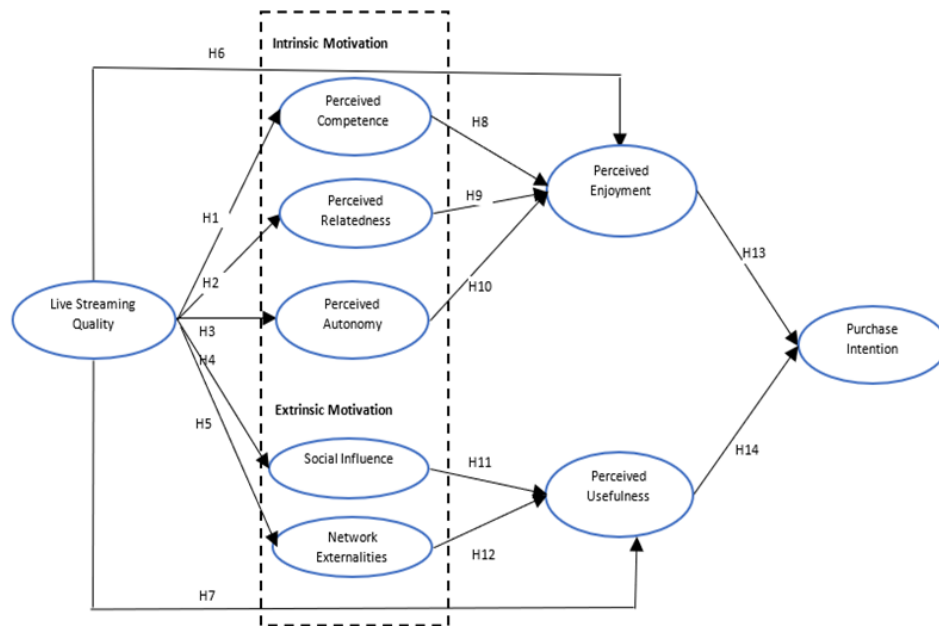 H6
Intrinsic Motivation
Perceived
Competence
H8
Perceived
Enjoyment
H9
Perceived
Relatedness
H1
H2
H10
H13
Live Streaming
Quality
H3
Perceived
Autonomy
Purchase
Intention
H4
Extrinsic Motivation
H5
Social Influence
H11
H14
Perceived
Usefulness
Network
Externalities
H12
H7